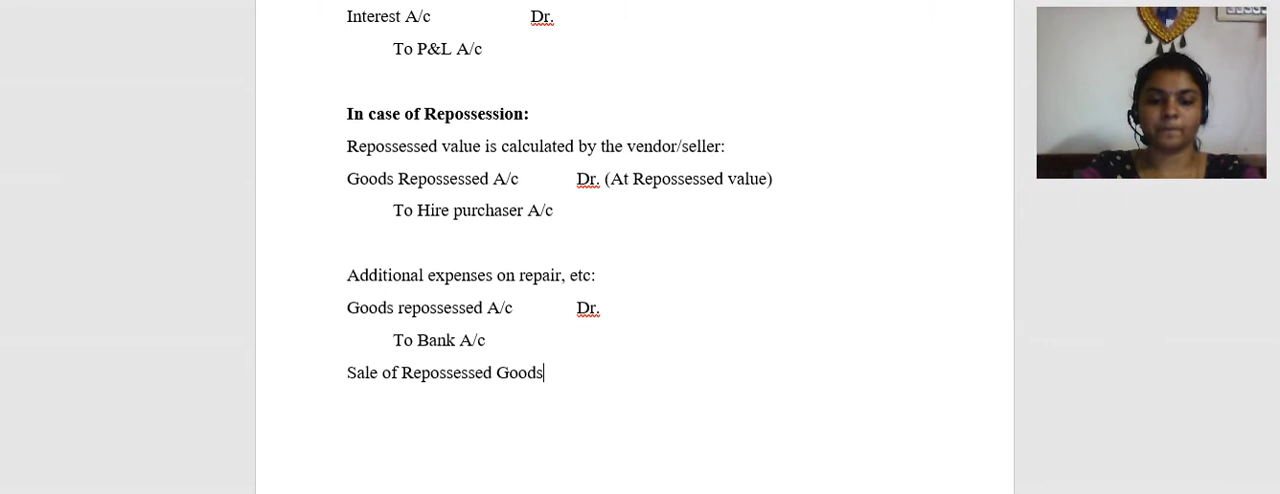 Interest A/c Dr.
To P&L A/c
In case of Repossession:
Repossessed value is calculated by the vendor/seller:
Goods Repossessed A/c Dr. (At Repossessed value)
To Hire purchaser A/c
Additional expenses on repair, etc:
Goods repossessed A/c Dr.
To Bank A/c
Sale of Repossessed Goods